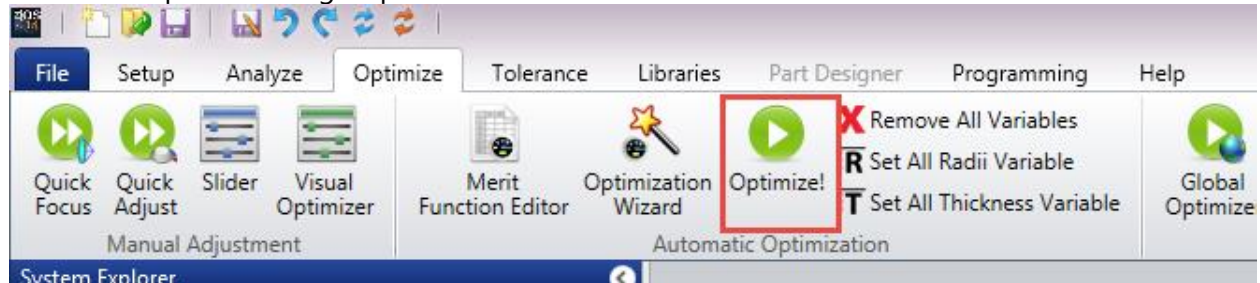 File Setup Analyze Optimize Tolerance Libraries Part Designer Programming Help
Quick Focus
Quick Adjust
Slider
Visual Optimizer
Merit Function Editor
Optimization Wizard
Optimize!
Remove All Variables
Set All Radii Variable
Set All Thickness Variable
Global Optimize
Manual Adjustment
Automatic Optimization
System Explorer